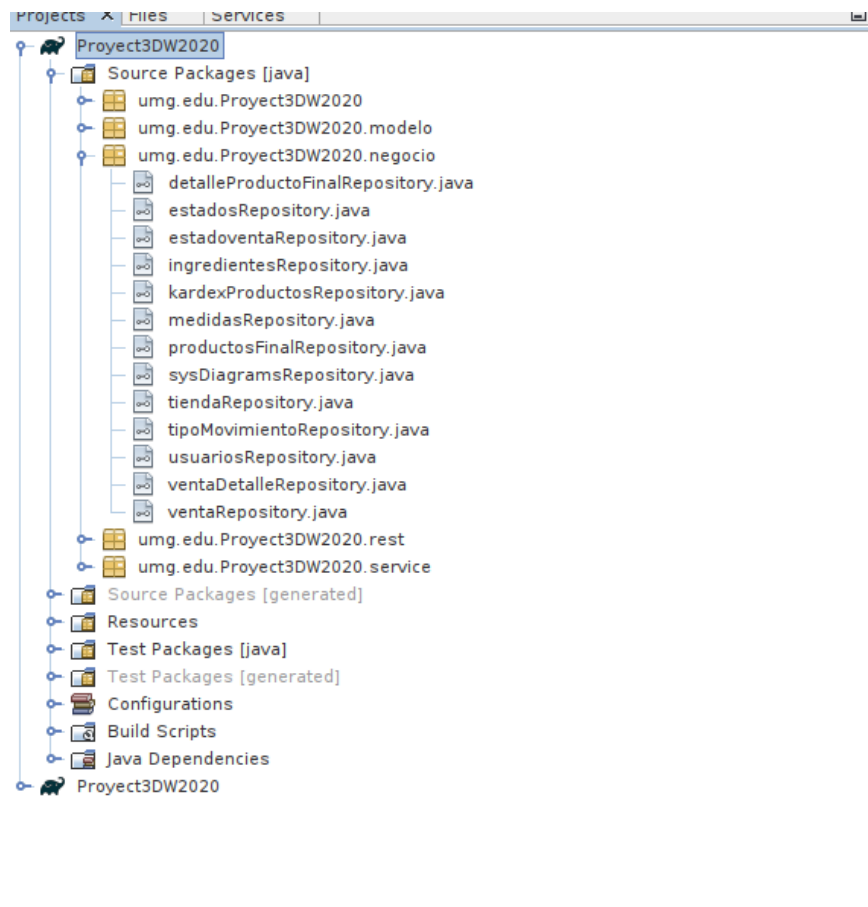 Projects Files Services
Proyect3DW2020
Source Packages [java]
umg.edu.Proyect3DW2020
umg.edu.Proyect3DW2020.modelo
umg.edu.Proyect3DW2020.negocio
detalleProductoFinalRepository.java
estadosRepository.java
estadoventaRepository.java
ingredientesRepository.java
kardexProductosRepository.java
medidasRepository.java
productosFinalRepository.java
sysDiagramsRepository.java
tiendaRepository.java
tipoMovimientoRepository.java
usuariosRepository.java
ventaDetalleRepository.java
ventaRepository.java
umg.edu.Proyect3DW2020.rest
umg.edu.Proyect3DW2020.service
Source Packages [generated]
Resources
Test Packages [java]
Test Packages [generated]
Configurations
Build Scripts
Java Dependencies
Proyect3DW2020